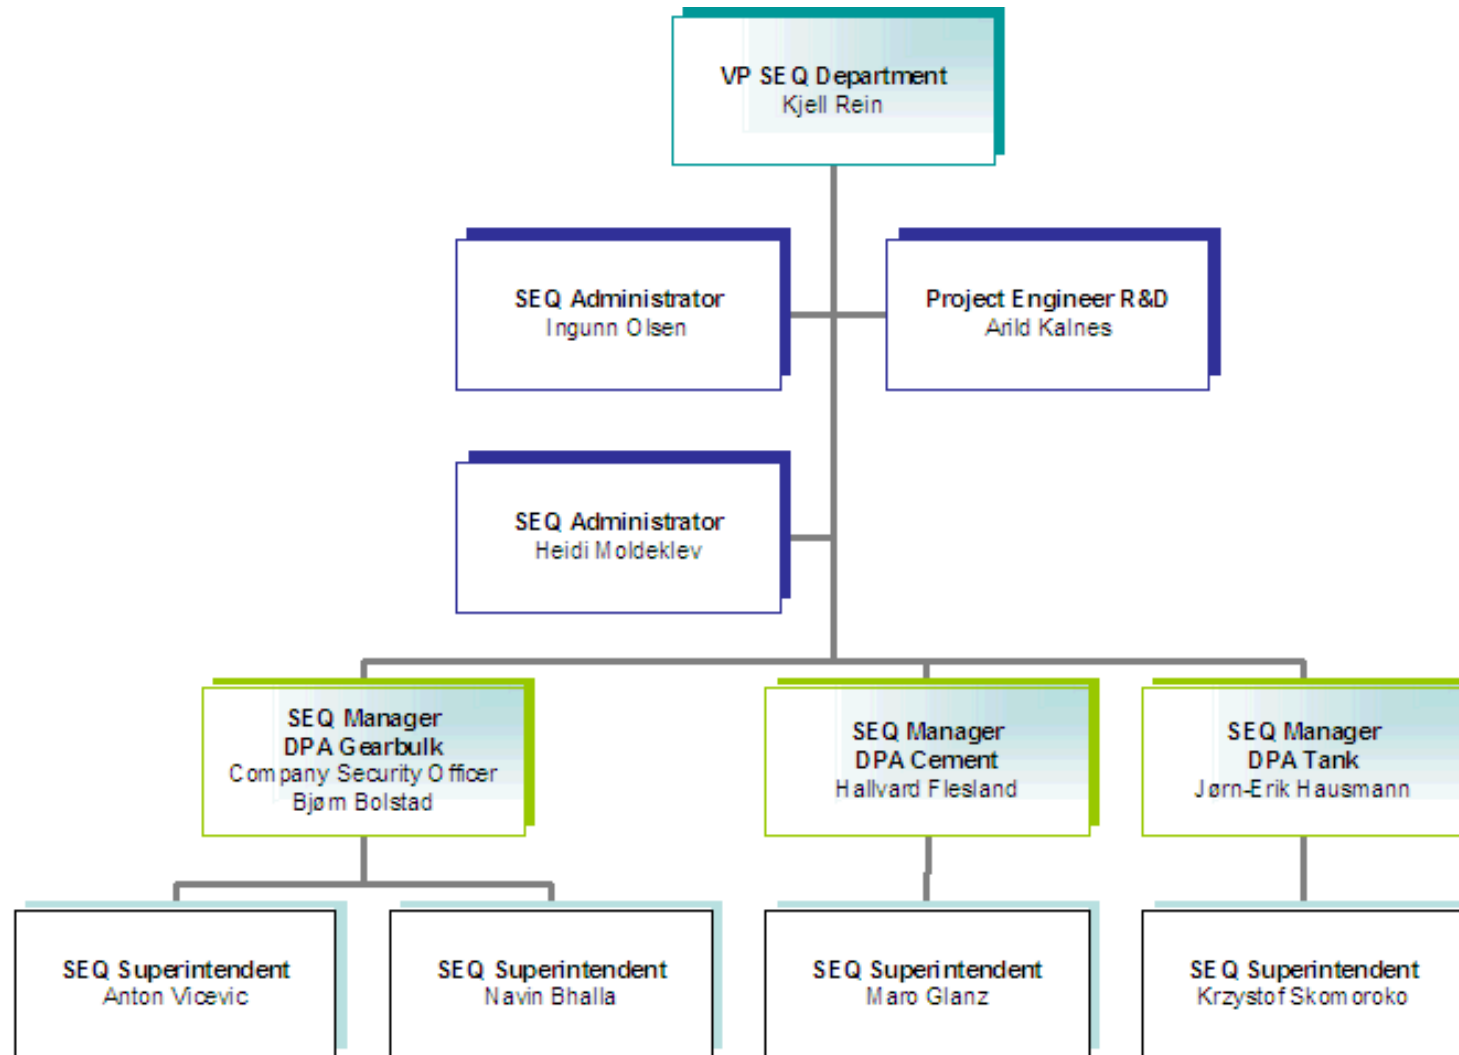 VP SEQ Department
Kjell Rein
SEQ Administrator
Ingunn Olsen
Project Engineer R&D
Arild Kalnes
SEQ Administrator
Heidi Moldeklev
SEQ Manager
DPA Gearbulk
Company Security Officer
Bjørn Bolstad
SEQ Manager
DPA Cement
Hallvard Flesland
SEQ Manager
DPA Tank
Jørn-Erik Hausmann
SEQ Superintendent
Anton Vicevic
SEQ Superintendent
Navin Bhalla
SEQ Superintendent
Maro Glanz
SEQ Superintendent
Krzystof Skomoroko